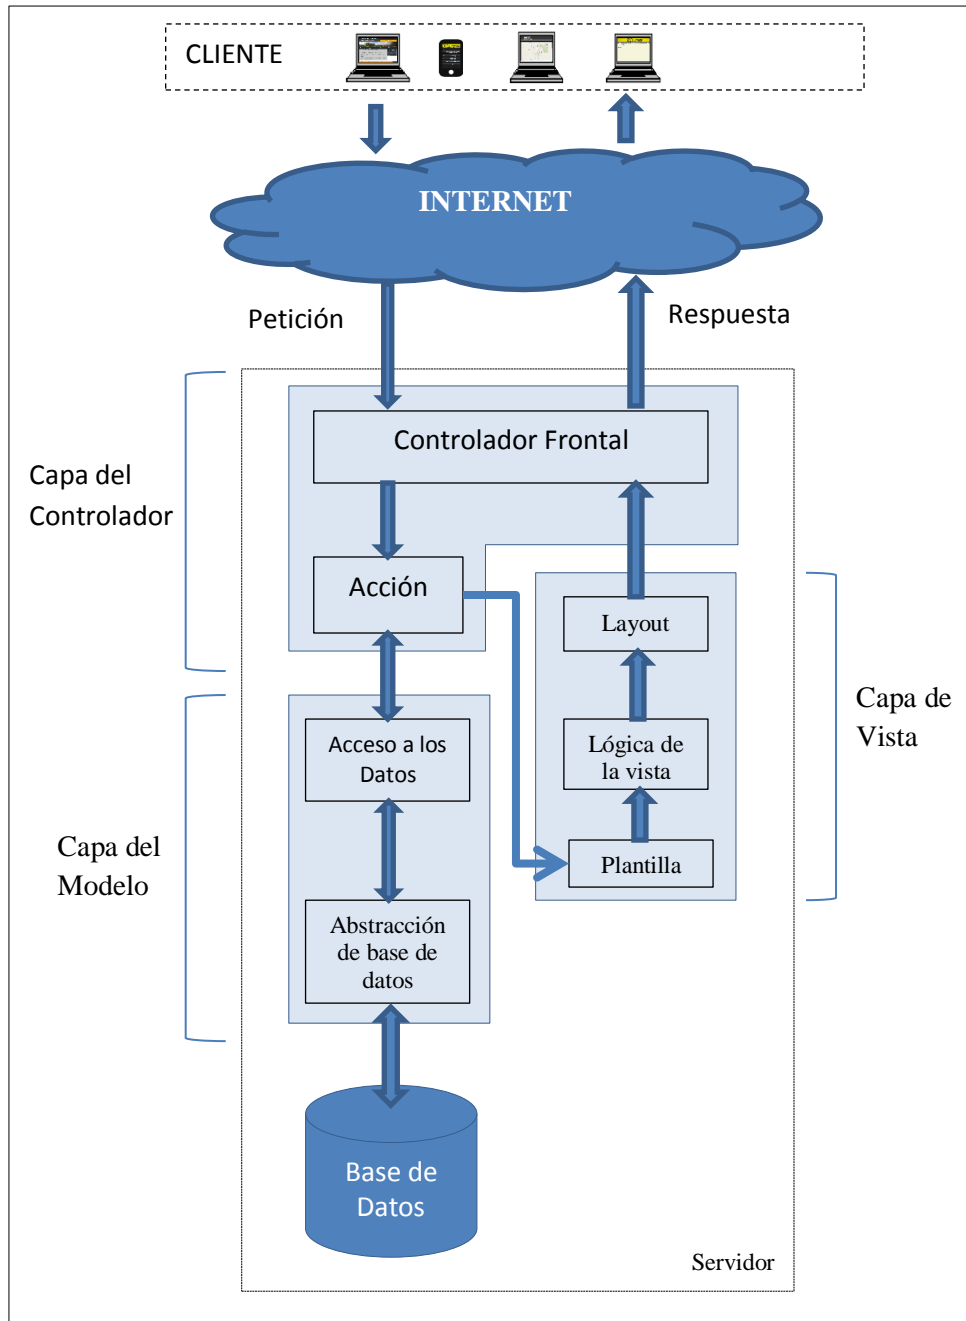 CLIENTE
INTERNET
Petición
Respuesta
Controlador Frontal
Capa del
Controlador
Acción
Layout
Capa de
Vista
Acceso a los
Datos
Lógica de
la vista
Capa del
Modelo
Plantilla
Abstracción
de base de
datos
Base de
Datos
Servidor